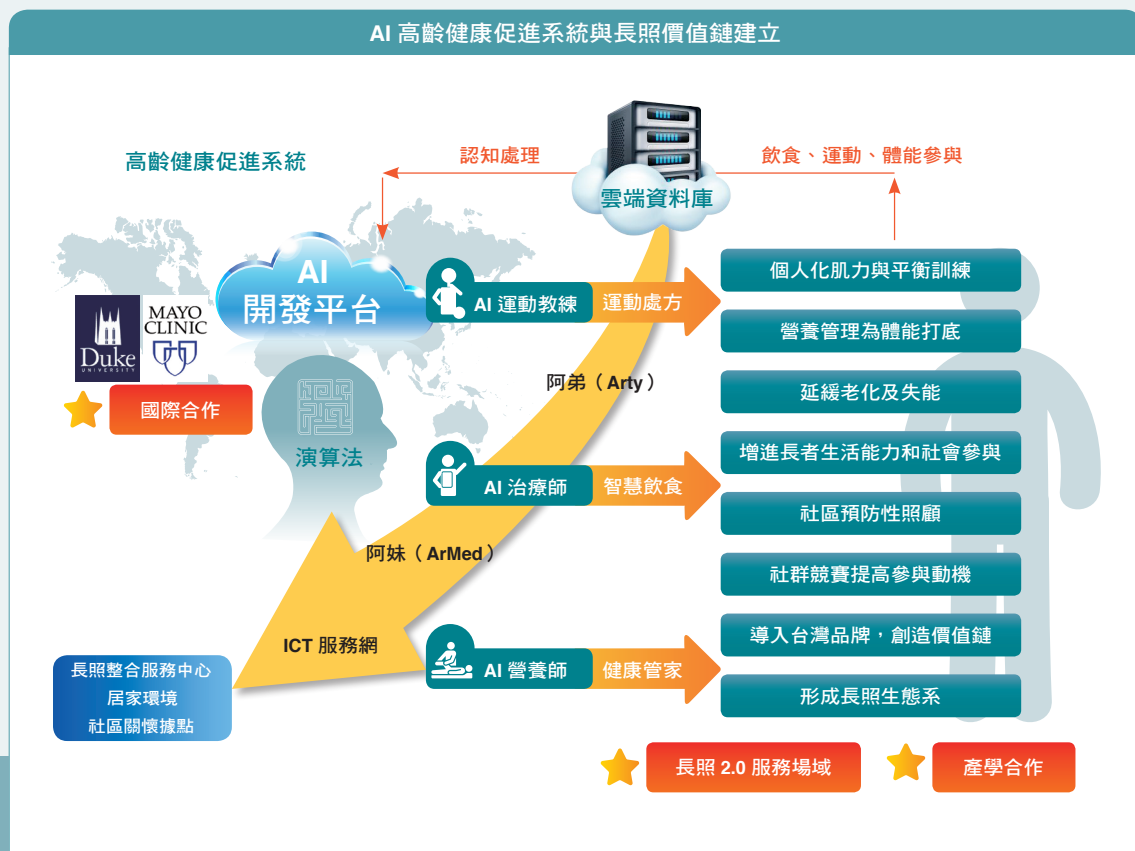 AI 高齡健康促進系統與長照價值鏈建立
高齡健康促進系統
認知處理
飲食、運動、體能參與
雲端資料庫
AI
開發平台
Duke
UNIVERSITY
MAYO
CLINIC
國際合作
演算法
AI 運動教練
運動處方
阿弟（Arty）
AI 治療師
智慧飲食
阿妹（ArMed）
ICT 服務網
AI 營養師
健康管家
長照整合服務中心
居家環境
社區關懷據點
個人化肌力與平衡訓練
營養管理為體能打底
延緩老化及失能
增進長者生活能力和社會參與
社區預防性照顧
社群競賽提高參與動機
導入台灣品牌，創造價值鏈
形成長照生態系
長照 2.0 服務場域
產學合作